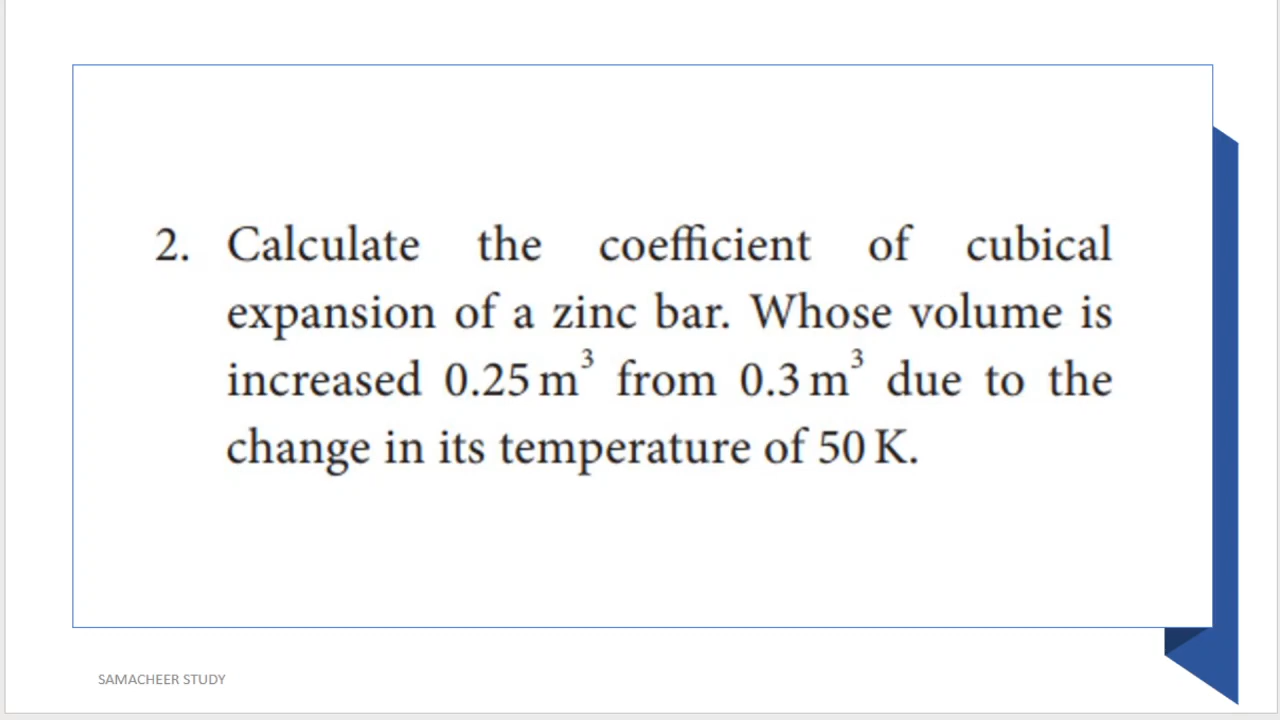 2. Calculate the coefficient of cubical
expansion of a zinc bar. Whose volume is
increased 0.25 m³ from 0.3 m³ due to the
change in its temperature of 50 K.
SAMACHEER STUDY